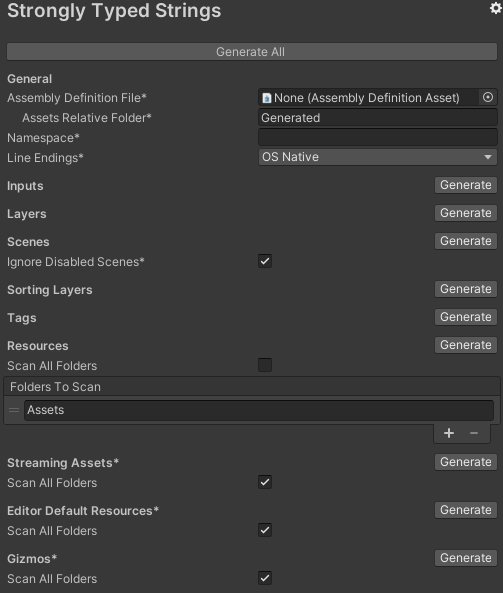 Strongly Typed Strings
Generate All
General
Assembly Definition File* None (Assembly Definition Asset)
Assets Relative Folder* Generated
Namespace*
Line Endings* OS Native
Inputs Generate
Layers Generate
Scenes Generate
Ignore Disabled Scenes*
Sorting Layers Generate
Tags Generate
Resources Generate
Scan All Folders
Folders To Scan
Assets
+ −
Streaming Assets* Generate
Scan All Folders
Editor Default Resources* Generate
Scan All Folders
Gizmos* Generate
Scan All Folders